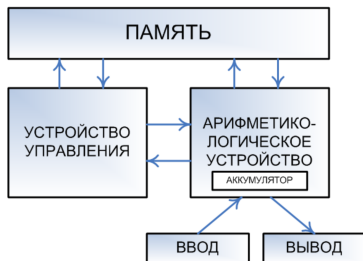 ПАМЯТЬ
УСТРОЙСТВО
УПРАВЛЕНИЯ
АРИФМЕТИКО-
ЛОГИЧЕСКОЕ
УСТРОЙСТВО
АККУМУЛЯТОР
ВВОД
ВЫВОД